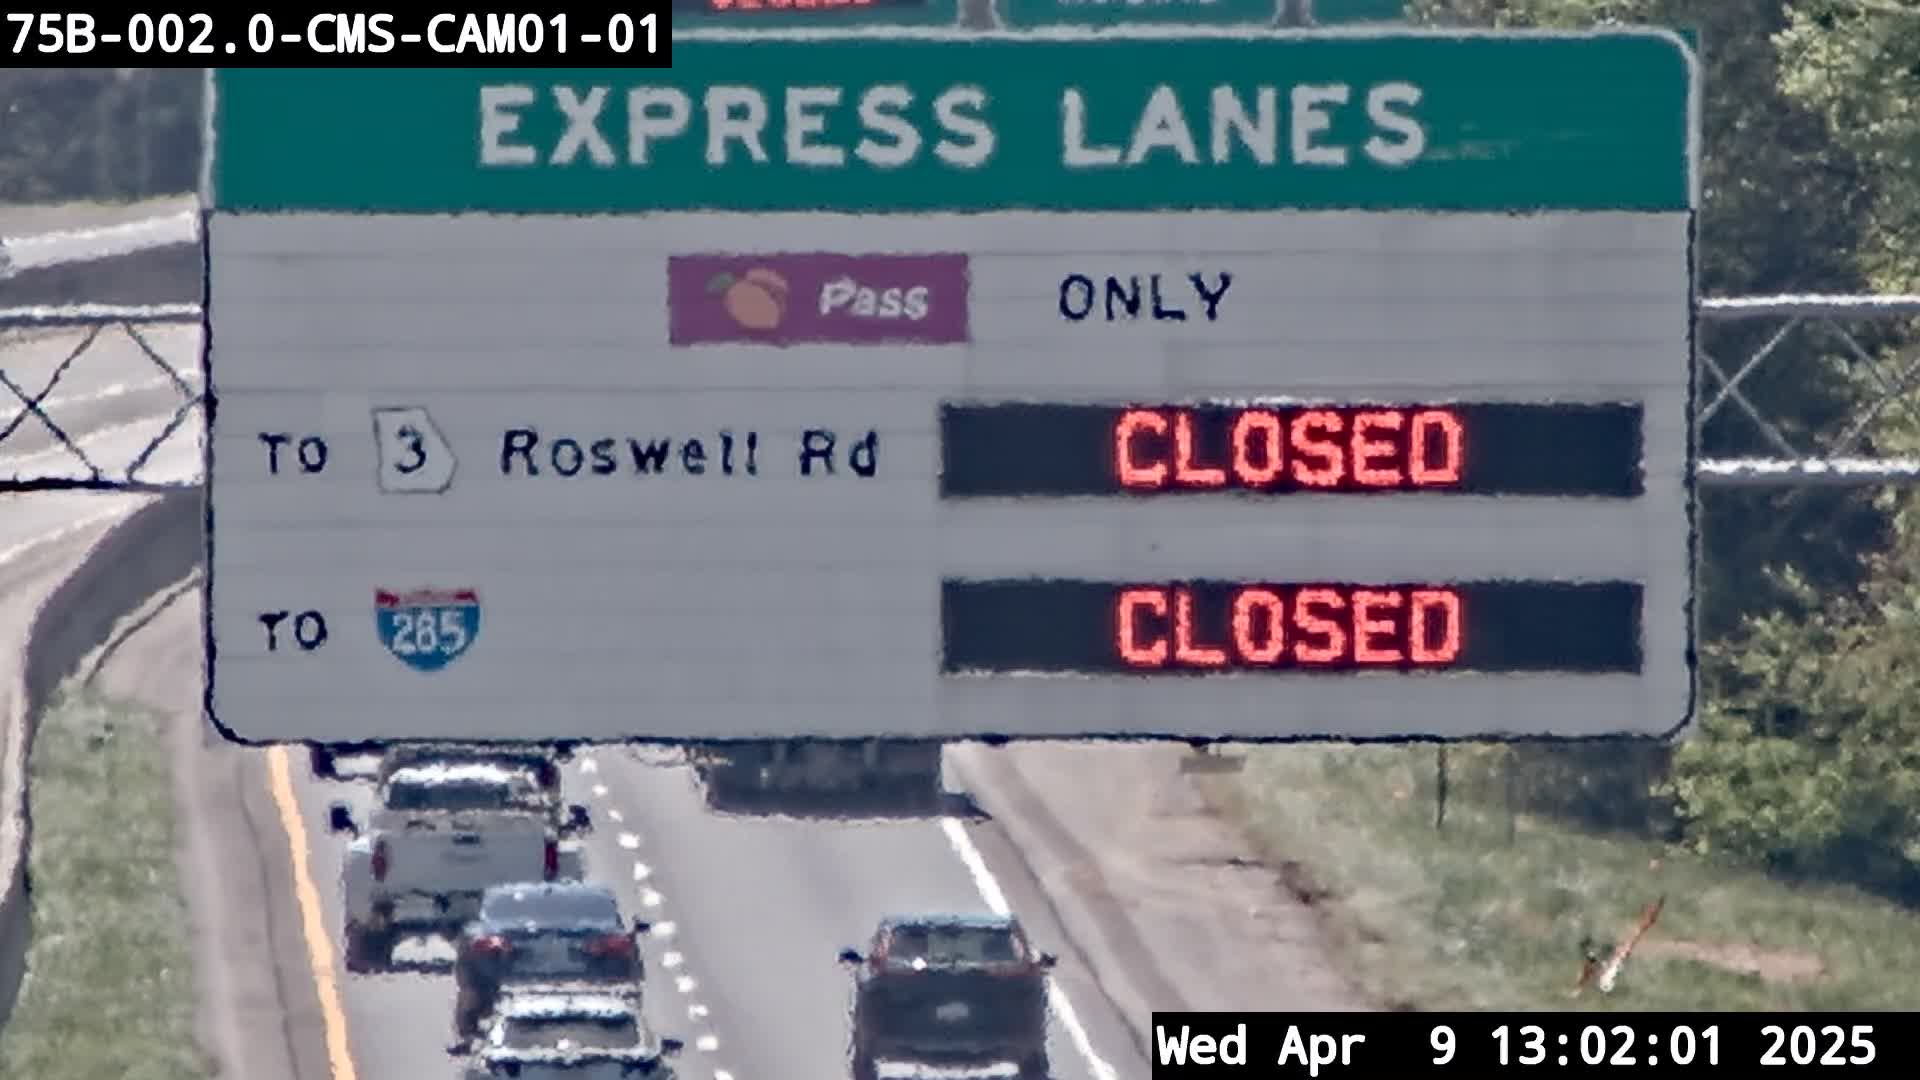 75B-002.0-CMS-CAM01-01
EXPRESS LANES
Pass ONLY
TO 3 Roswell Rd CLOSED
TO 285 CLOSED
Wed Apr 9 13:02:01 2025